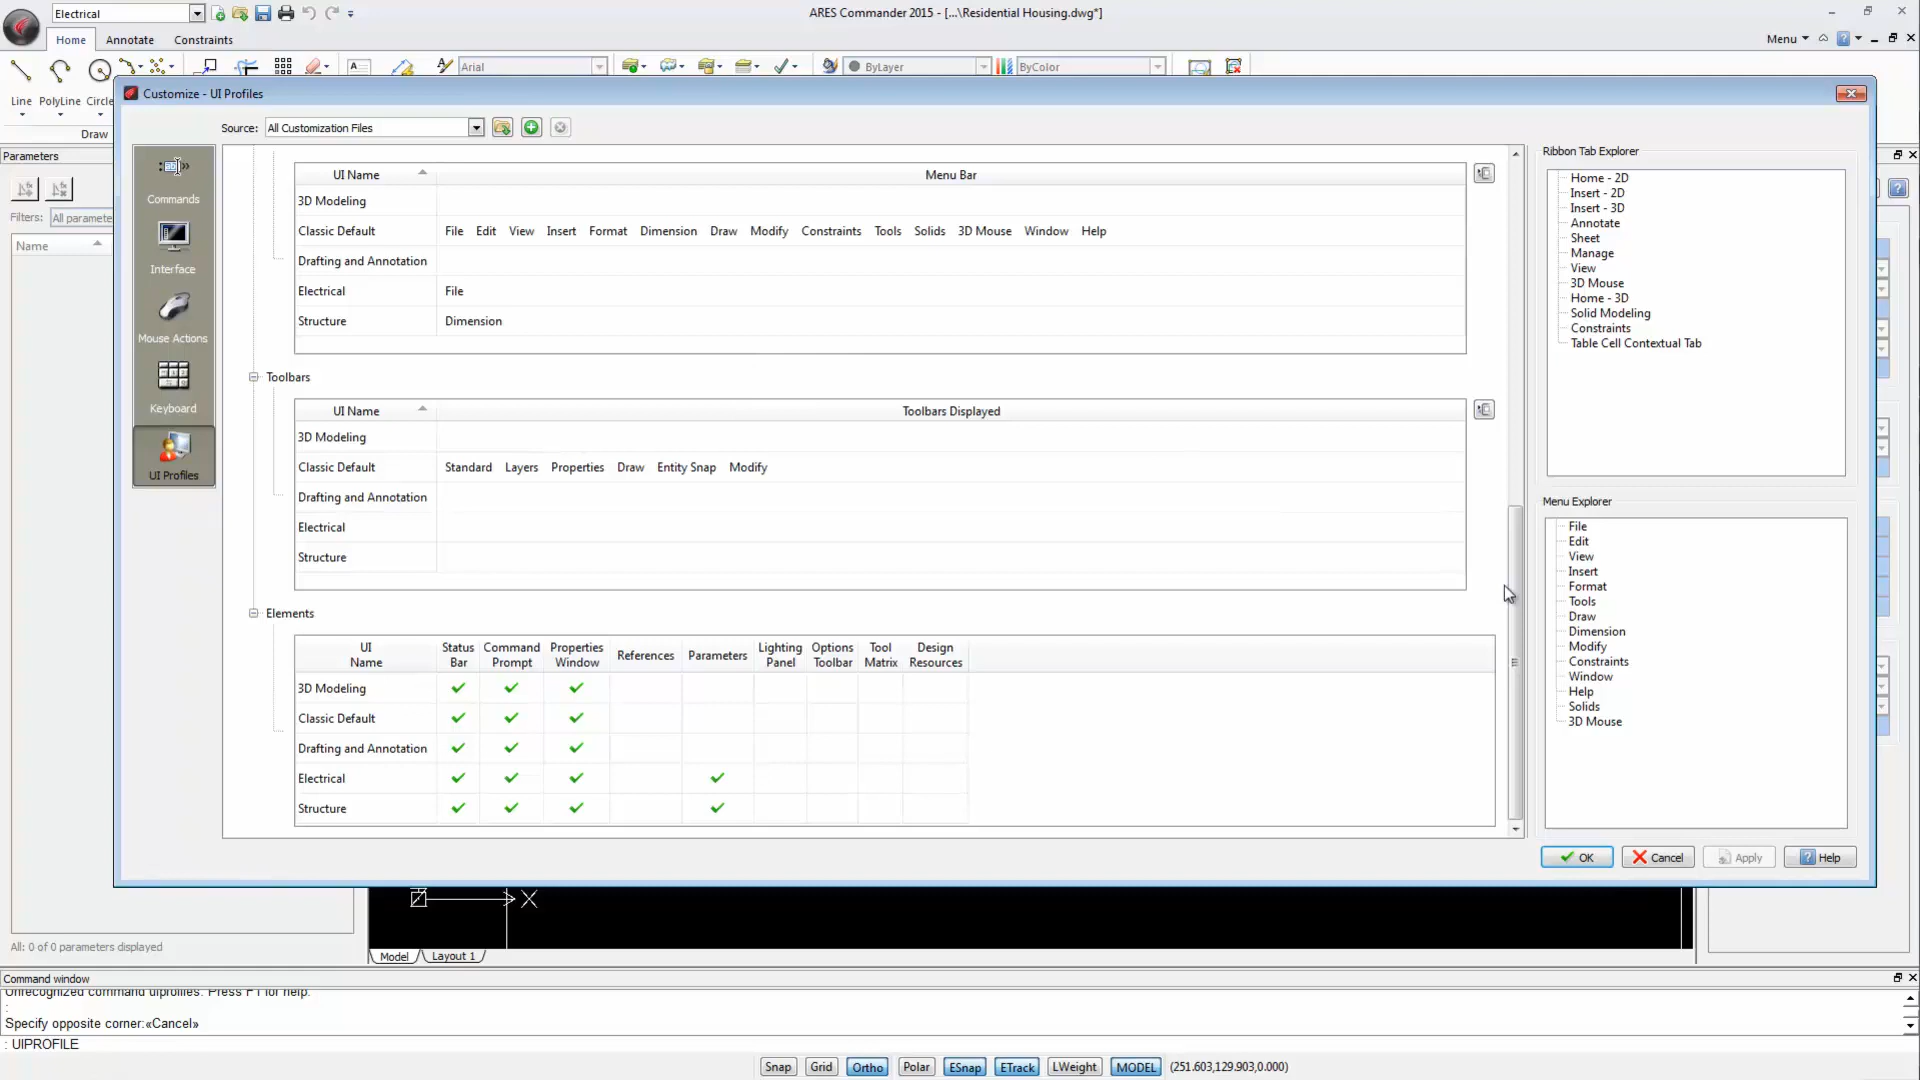 Electrical
ARES Commander 2015 - [...\Residential Housing.dwg*]
Home Annotate Constraints
Menu
Arial
ByLayer
ByColor
Line PolyLine Circle
Draw
Customize - UI Profiles
Source: All Customization Files
Parameters
Filters: All paramete
Name
Commands
Interface
Mouse Actions
Keyboard
UI Profiles
UI Name Menu Bar
3D Modeling
Classic Default File Edit View Insert Format Dimension Draw Modify Constraints Tools Solids 3D Mouse Window Help
Drafting and Annotation
Electrical File
Structure Dimension
Toolbars
UI Name Toolbars Displayed
3D Modeling
Classic Default Standard Layers Properties Draw Entity Snap Modify
Drafting and Annotation
Electrical
Structure
Elements
UI Name Status Bar Command Prompt Properties Window References Parameters Lighting Panel Options Toolbar Tool Matrix Design Resources
3D Modeling
Classic Default
Drafting and Annotation
Electrical
Structure
Ribbon Tab Explorer
Home - 2D
Insert - 2D
Insert - 3D
Annotate
Sheet
Manage
View
3D Mouse
Home - 3D
Solid Modeling
Constraints
Table Cell Contextual Tab
Menu Explorer
File
Edit
View
Insert
Format
Tools
Draw
Dimension
Modify
Constraints
Window
Help
Solids
3D Mouse
OK Cancel Apply Help
X
All: 0 of 0 parameters displayed
Model Layout 1
Command window
Unrecognized command uiprofiles. Press F1 for help.
:
Specify opposite corner:«Cancel»
: UIPROFILE
Snap Grid Ortho Polar ESnap ETrack LWeight MODEL (251.603,129.903,0.000)